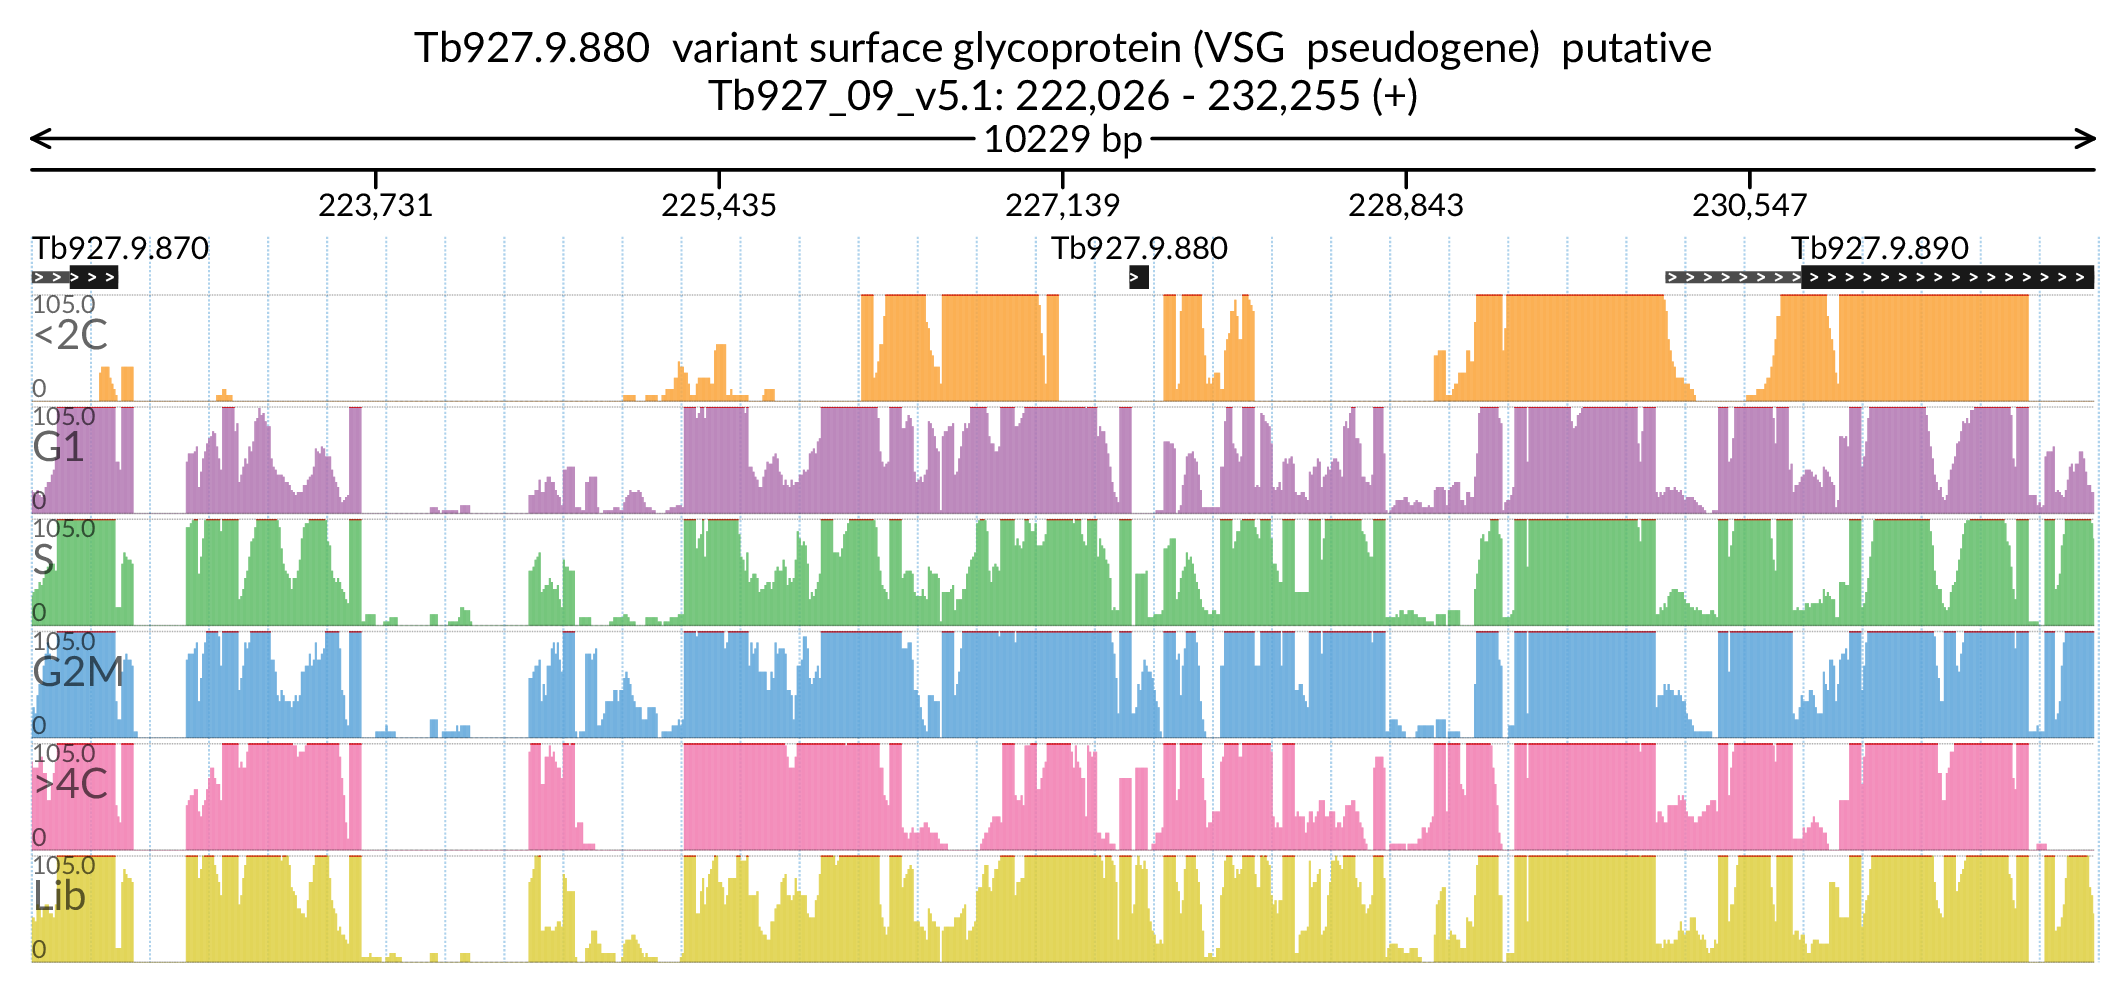 Tb927.9.880  variant surface glycoprotein (VSG  pseudogene)  putative
Tb927_09_v5.1: 222,026 - 232,255 (+)
10229 bp
223,731 225,435 227,139 228,843 230,547
Tb927.9.870 Tb927.9.880 Tb927.9.890
105.0
<2C
0
105.0
G1
0
105.0
S
0
105.0
G2M
0
105.0
>4C
0
105.0
Lib
0